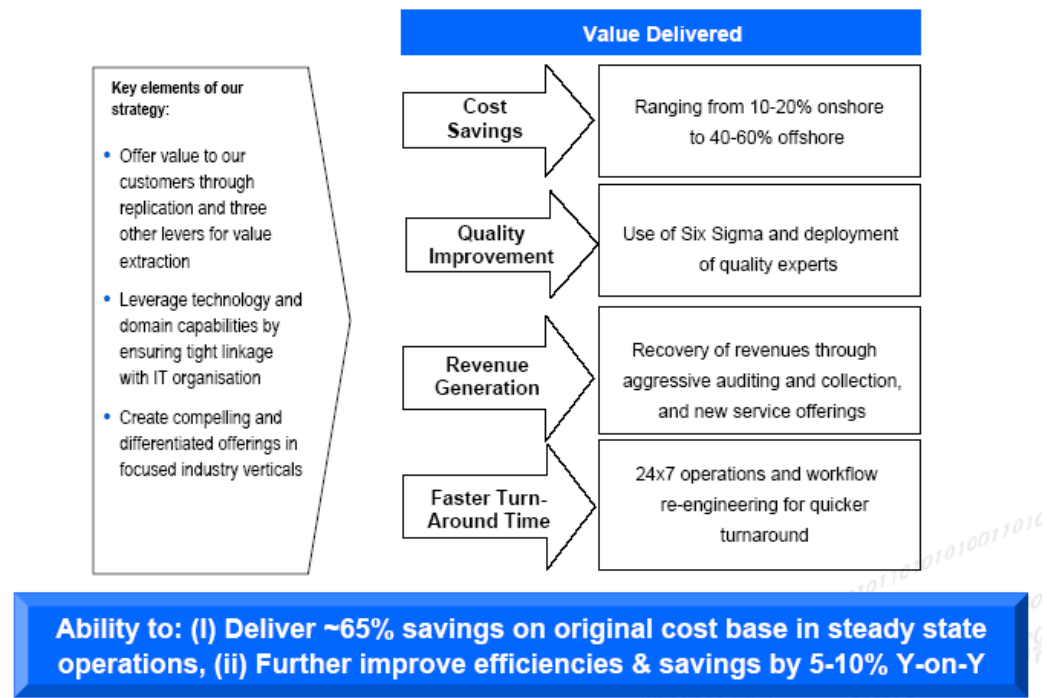 Value Delivered
Key elements of our
strategy:
• Offer value to our
customers through
replication and three
other levers for value
extraction
• Leverage technology and
domain capabilities by
ensuring tight linkage
with IT organisation
• Create compelling and
differentiated offerings in
focused industry verticals
Cost
Savings
Ranging from 10-20% onshore
to 40-60% offshore
Quality
Improvement
Use of Six Sigma and deployment
of quality experts
Revenue
Generation
Recovery of revenues through
aggressive auditing and collection,
and new service offerings
Faster Turn-
Around Time
24x7 operations and workflow
re-engineering for quicker
turnaround
Ability to: (I) Deliver ~65% savings on original cost base in steady state
operations, (ii) Further improve efficiencies & savings by 5-10% Y-on-Y